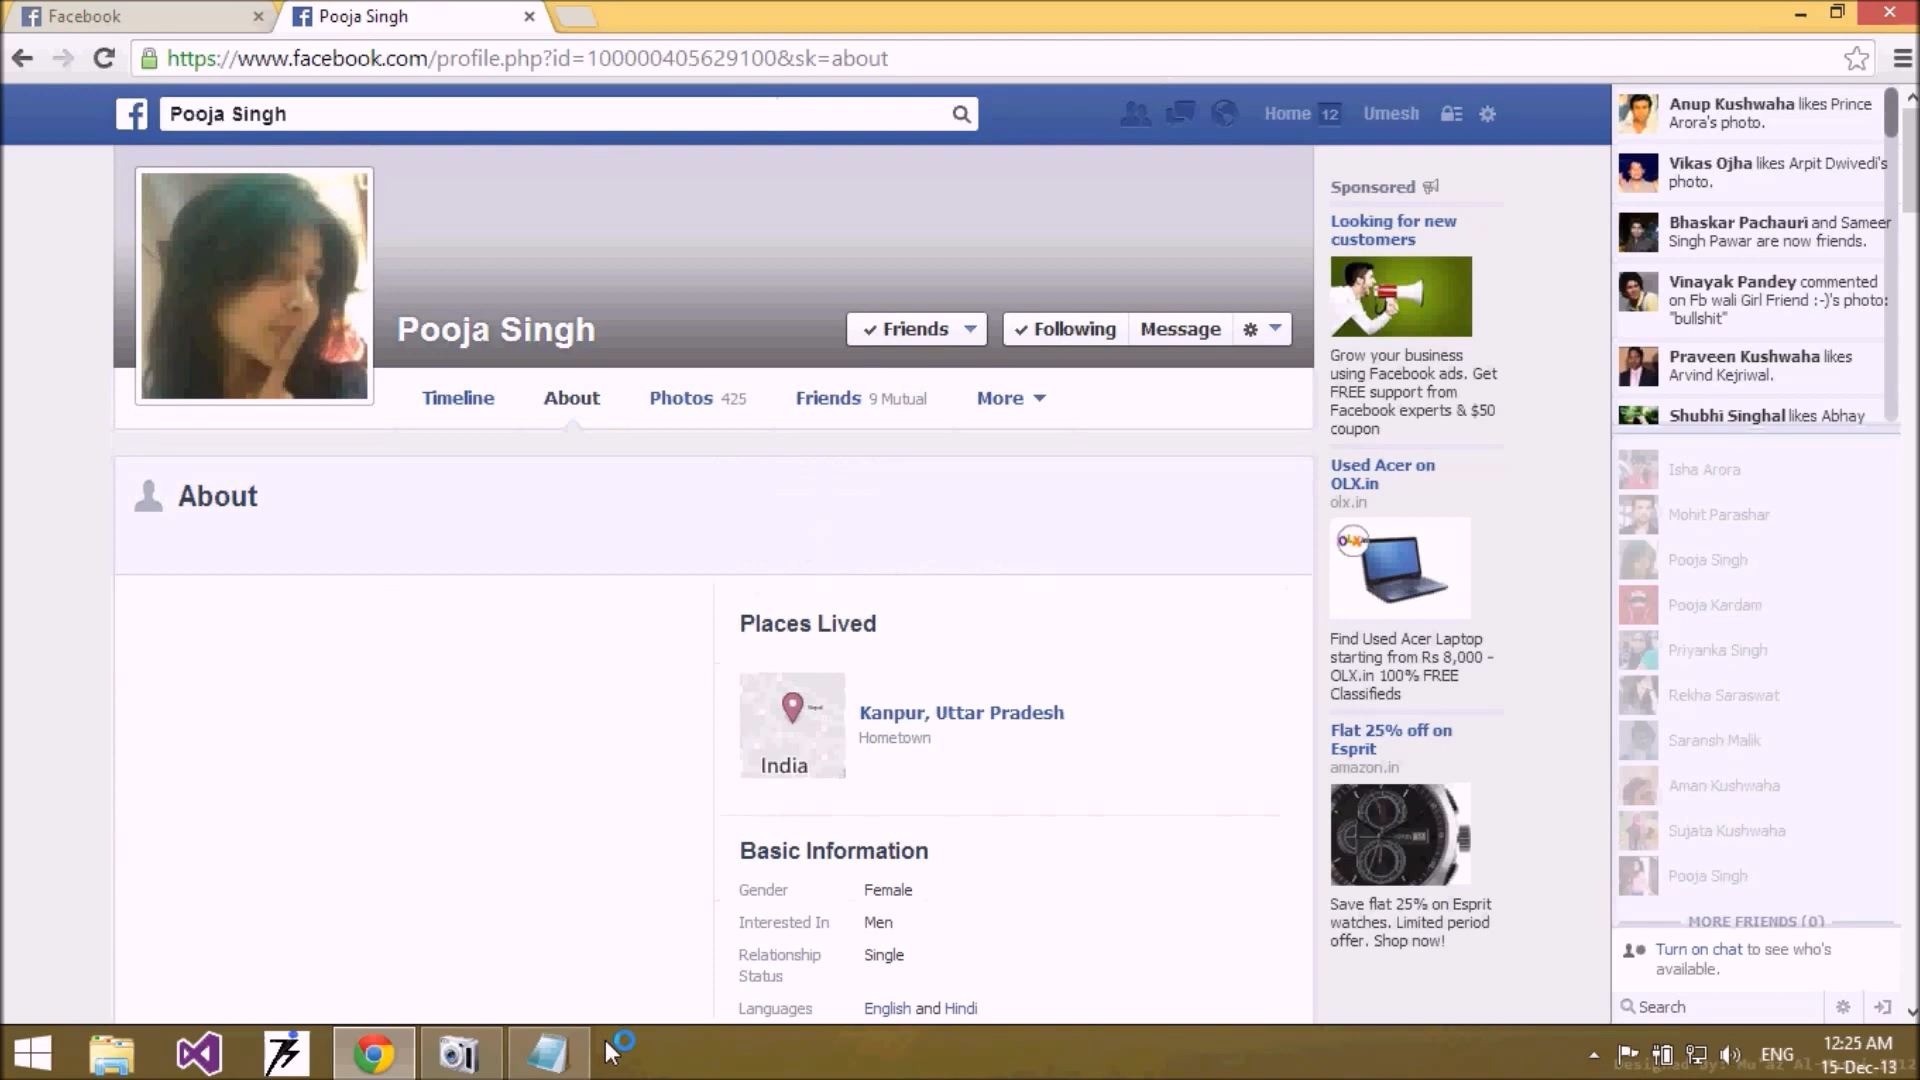 Facebook
Pooja Singh
https://www.facebook.com/profile.php?id=100000405629100&sk=about
Pooja Singh
Home 12
Umesh
Pooja Singh
Friends
Following
Message
Timeline
About
Photos 425
Friends 9 Mutual
More
About
Places Lived
Kanpur, Uttar Pradesh
Hometown
India
Basic Information
Gender Female
Interested In Men
Relationship Status Single
Languages English and Hindi
Sponsored
Looking for new
customers
Grow your business
using Facebook ads. Get
FREE support from
Facebook experts & $50
coupon
Used Acer on
OLX.in
olx.in
OLX
Find Used Acer Laptop
starting from Rs 8,000 -
OLX.in 100% FREE
Classifieds
Flat 25% off on
Esprit
amazon.in
Save flat 25% on Esprit
watches. Limited period
offer. Shop now!
Anup Kushwaha likes Prince
Arora's photo.
Vikas Ojha likes Arpit Dwivedi's
photo.
Bhaskar Pachauri and Sameer
Singh Pawar are now friends.
Vinayak Pandey commented
on Fb wali Girl Friend :-)'s photo:
"bullshit"
Praveen Kushwaha likes
Arvind Kejriwal.
Shubhi Singhal likes Abhay
Isha Arora
Mohit Parashar
Pooja Singh
Pooja Kardam
Priyanka Singh
Rekha Saraswat
Saransh Malik
Aman Kushwaha
Sujata Kushwaha
Pooja Singh
MORE FRIENDS (0)
Turn on chat to see who's
available.
Search
ENG
12:25 AM
15-Dec-13